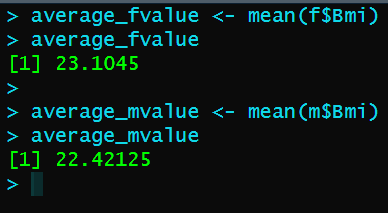 > average_fvalue <- mean(f$Bmi)
> average_fvalue
[1] 23.1045
>
> average_mvalue <- mean(m$Bmi)
> average_mvalue
[1] 22.42125
>